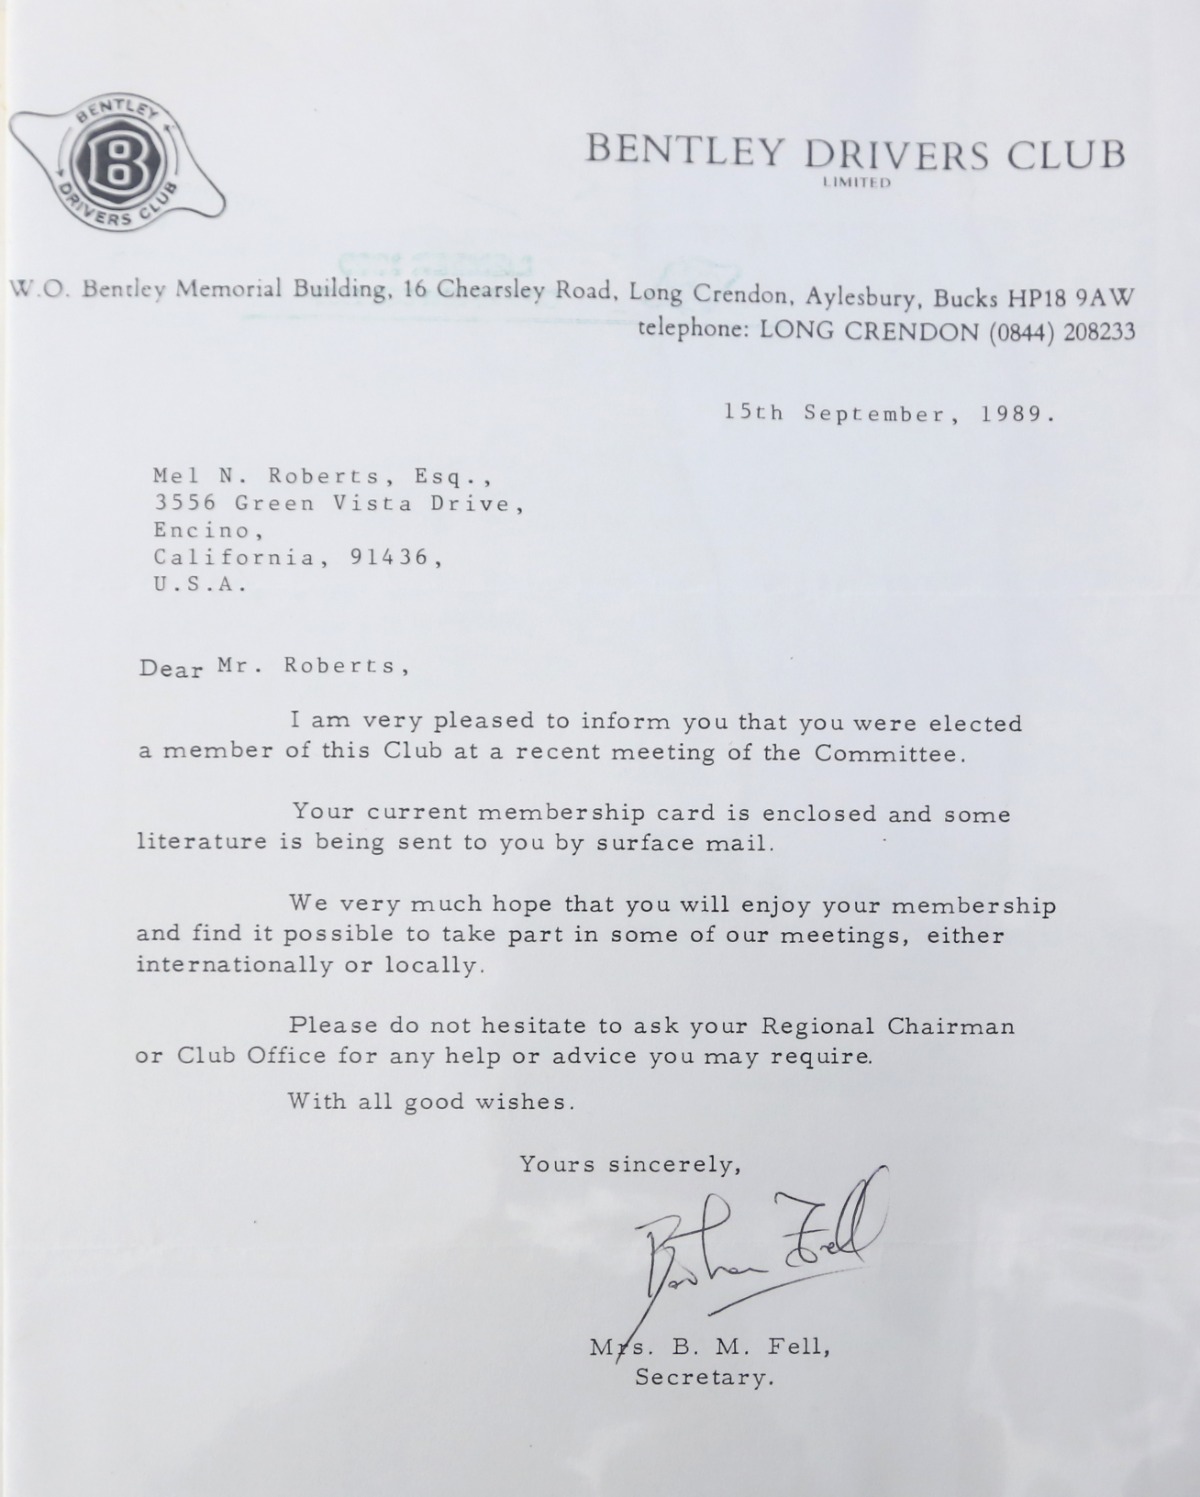 BENTLEY
B
DRIVERS CLUB
BENTLEY DRIVERS CLUB
LIMITED
W.O. Bentley Memorial Building, 16 Chearsley Road, Long Crendon, Aylesbury, Bucks HP18 9AW
telephone: LONG CRENDON (0844) 208233
15th September, 1989.
Mel N. Roberts, Esq.,
3556 Green Vista Drive,
Encino,
California, 91436,
U.S.A.
Dear Mr. Roberts,
I am very pleased to inform you that you were elected
a member of this Club at a recent meeting of the Committee.
Your current membership card is enclosed and some
literature is being sent to you by surface mail.
We very much hope that you will enjoy your membership
and find it possible to take part in some of our meetings, either
internationally or locally.
Please do not hesitate to ask your Regional Chairman
or Club Office for any help or advice you may require.
With all good wishes.
Yours sincerely,
Fell
Mrs. B. M. Fell,
Secretary.